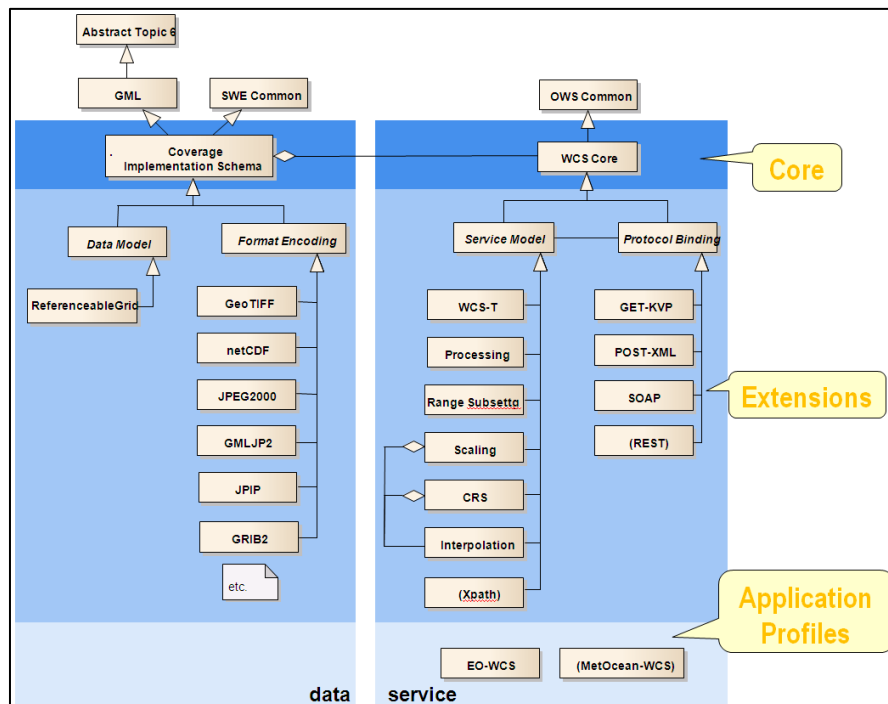 Abstract Topic 6
GML
SWE Common
OWS Common
Coverage
Implementation Schema
WCS Core
Core
Data Model
Format Encoding
Service Model
Protocol Binding
ReferenceableGrid
GeoTIFF
netCDF
JPEG2000
GMLJP2
JPIP
GRIB2
etc.
WCS-T
Processing
Range Subsettg
Scaling
CRS
Interpolation
(Xpath)
GET-KVP
POST-XML
SOAP
(REST)
Extensions
Application
Profiles
EO-WCS
(MetOcean-WCS)
data
service